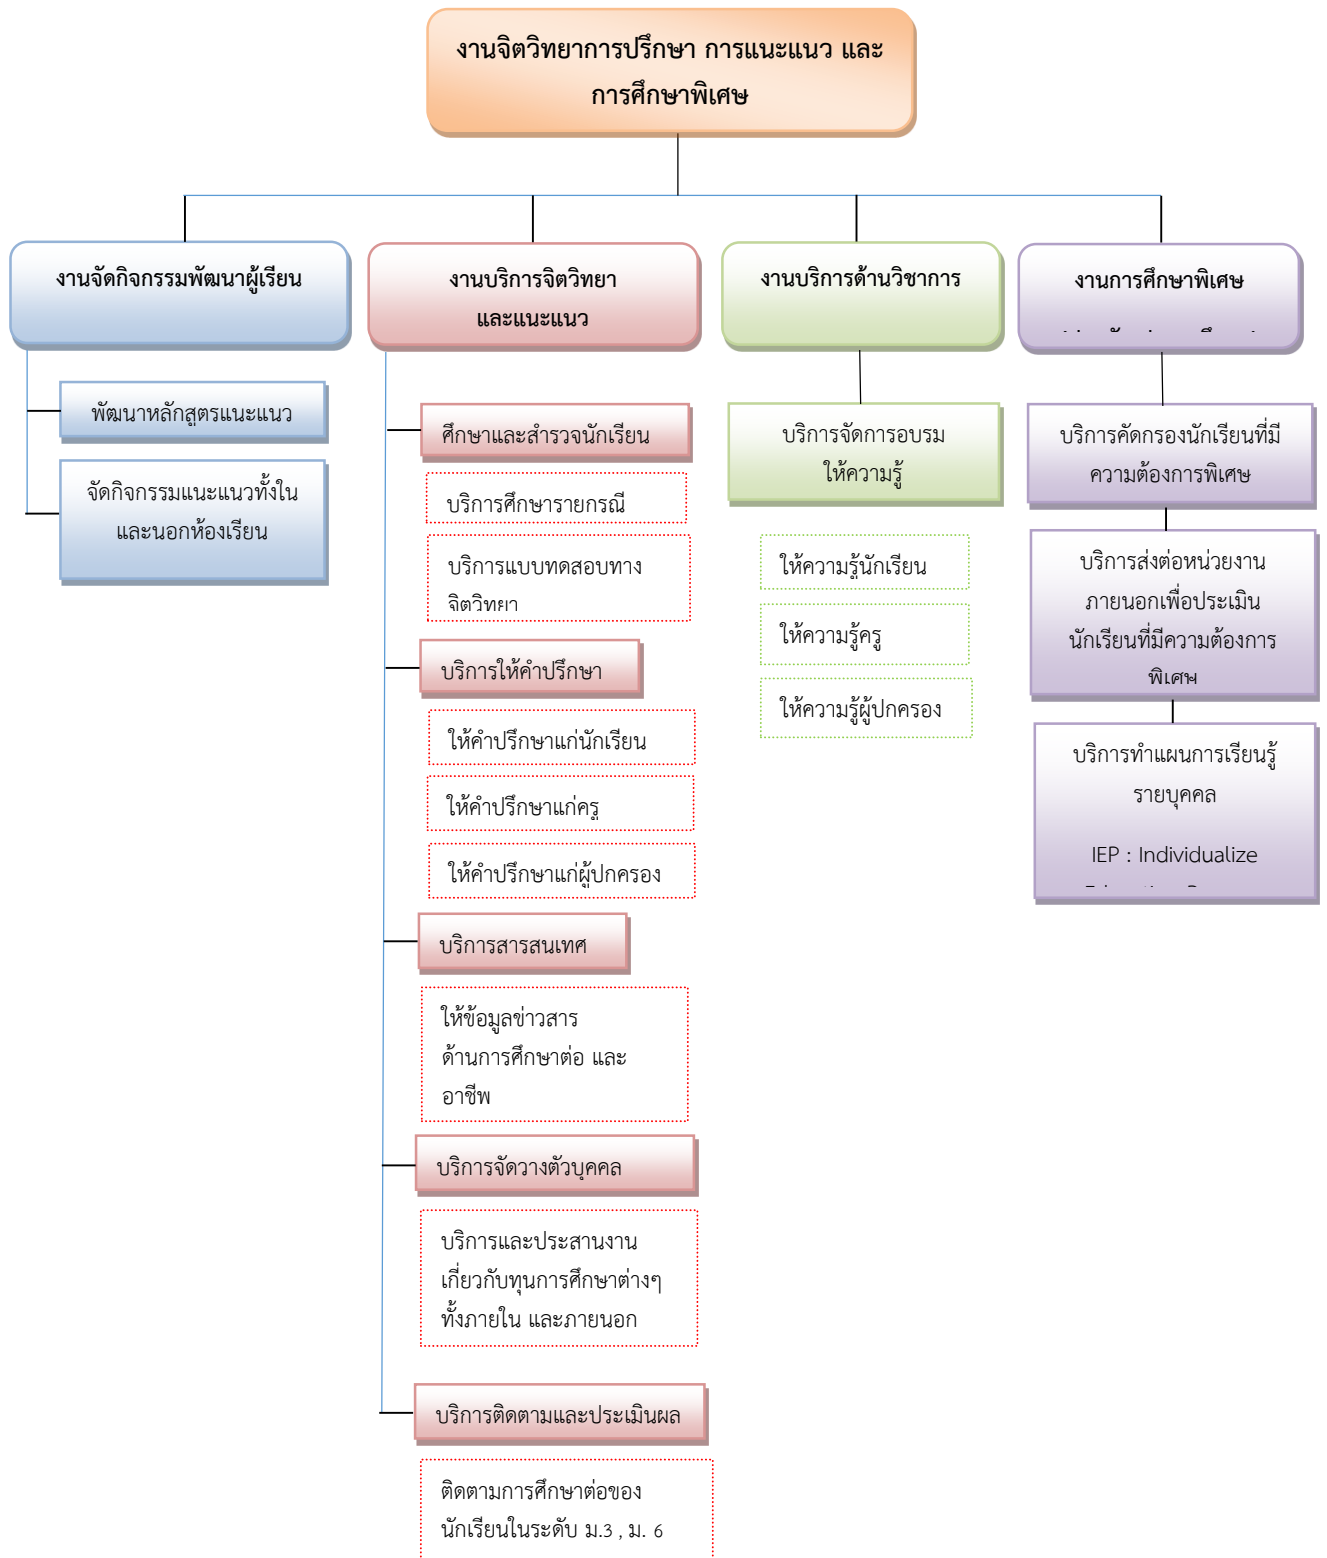 งานจิตวิทยาการปรึกษา การแนะแนว และ
การศึกษาพิเศษ
งานจัดกิจกรรมพัฒนาผู้เรียน
พัฒนาหลักสูตรแนะแนว
จัดกิจกรรมแนะแนวทั้งใน
และนอกห้องเรียน
งานบริการจิตวิทยา
และแนะแนว
ศึกษาและสำรวจนักเรียน
บริการศึกษารายกรณี
บริการแบบทดสอบทาง
จิตวิทยา
บริการให้คำปรึกษา
ให้คำปรึกษาแก่นักเรียน
ให้คำปรึกษาแก่ครู
ให้คำปรึกษาแก่ผู้ปกครอง
บริการสารสนเทศ
ให้ข้อมูลข่าวสาร
ด้านการศึกษาต่อ และ
อาชีพ
บริการจัดวางตัวบุคคล
บริการและประสานงาน
เกี่ยวกับทุนการศึกษาต่างๆ
ทั้งภายใน และภายนอก
บริการติดตามและประเมินผล
ติดตามการศึกษาต่อของ
นักเรียนในระดับ ม.3 , ม. 6
งานบริการด้านวิชาการ
บริการจัดการอบรม
ให้ความรู้
ให้ความรู้นักเรียน
ให้ความรู้ครู
ให้ความรู้ผู้ปกครอง
งานการศึกษาพิเศษ
บริการคัดกรองนักเรียนที่มี
ความต้องการพิเศษ
บริการส่งต่อหน่วยงาน
ภายนอกเพื่อประเมิน
นักเรียนที่มีความต้องการ
พิเศษ
บริการทำแผนการเรียนรู้
รายบุคคล
IEP : Individualize